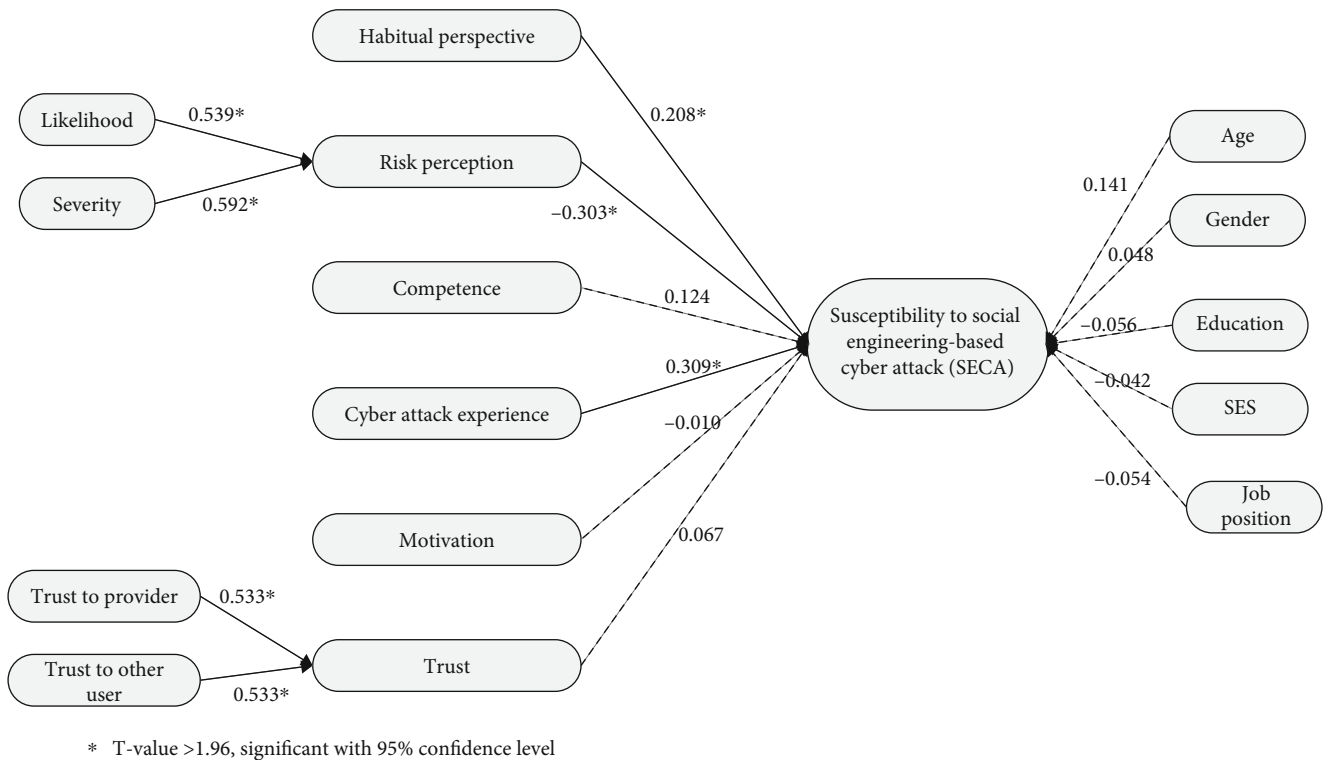 Habitual perspective
Likelihood
0.539*
0.208*
Risk perception
Severity
0.592*
–0.303*
Competence
0.124
Cyber attack experience
0.309*
Motivation
–0.010
Trust to provider
0.533*
Trust
0.067
Trust to other
user
0.533*
Susceptibility to social
engineering-based
cyber attack (SECA)
Age
0.141
Gender
0.048
Education
–0.056
SES
–0.042
Job
position
–0.054
* T-value >1.96, significant with 95% confidence level